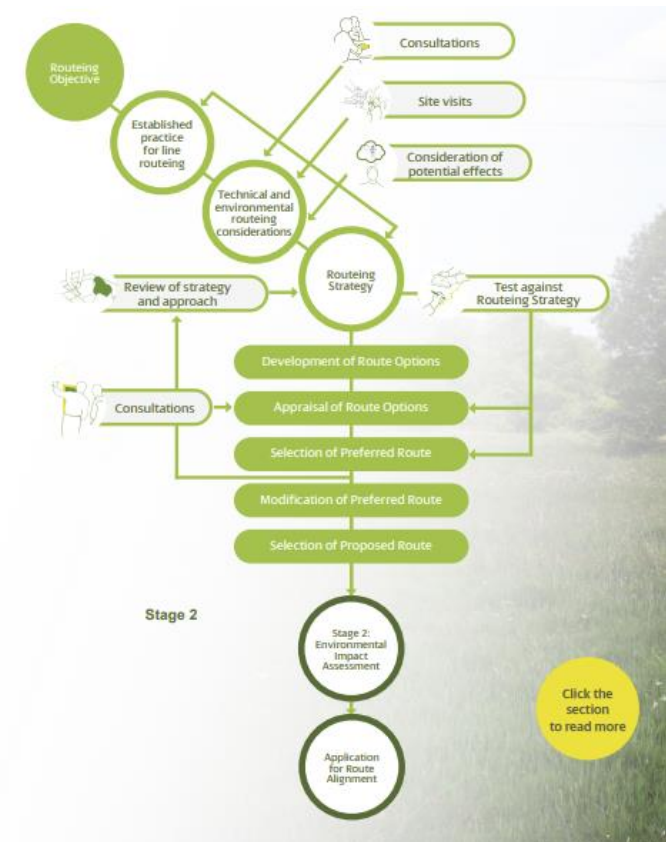 Routeing
Objective
Established
practice
for line
routeing
Technical and
environmental
routeing
considerations
Routeing
Strategy
Consultations
Site visits
Consideration of
potential effects
Review of strategy
and approach
Test against
Routeing Strategy
Development of Route Options
Consultations
Appraisal of Route Options
Selection of Preferred Route
Modification of Preferred Route
Selection of Proposed Route
Stage 2
Stage 2:
Environmental
Impact
Assessment
Click the
section
to read more
Application
for Route
Alignment